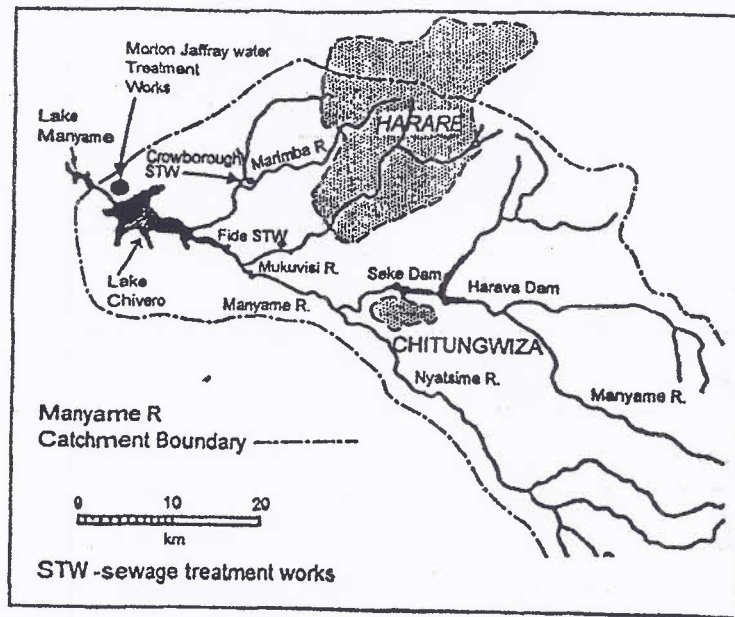 Morton Jaffray water
Treatment
Works
Lake
Manyame
HARARE
Crowborough
STW
Marimba R.
Fide STW
Mukuvisi R.
Lake
Chivero
Manyame R.
Seke Dam
Harava Dam
CHITUNGWIZA
Nyatsime R.
Manyame R.
Manyame R
Catchment Boundary
0 10 20
km
STW -sewage treatment works